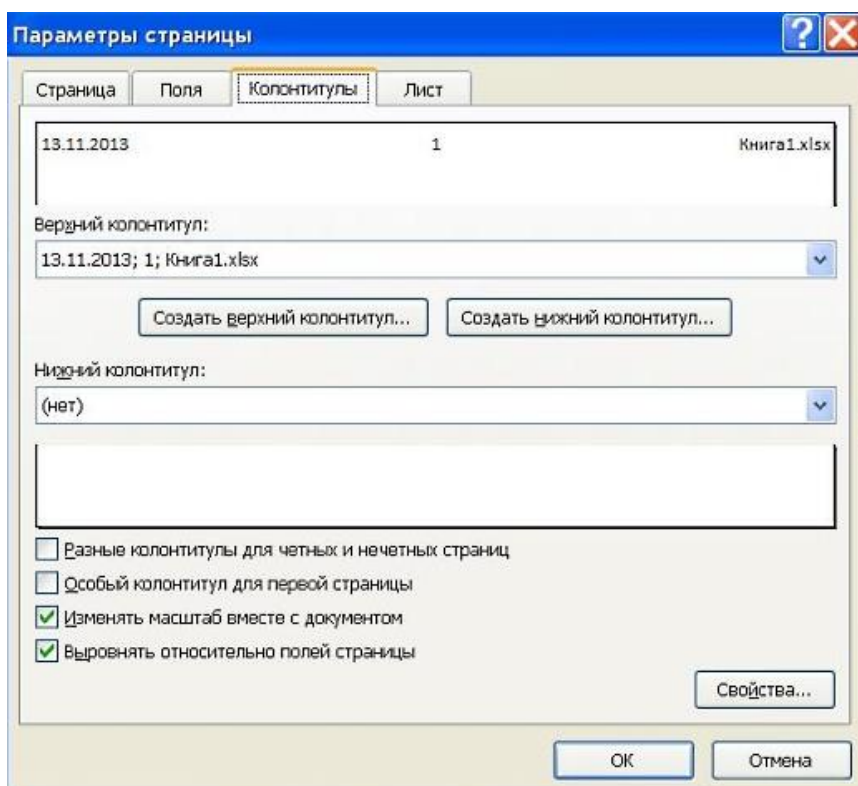 Параметры страницы
Страница Поля Колонтитулы Лист
13.11.2013 1 Книга1.xlsx
Верхний колонтитул:
13.11.2013; 1; Книга1.xlsx
Создать верхний колонтитул... Создать нижний колонтитул...
Нижний колонтитул:
(нет)
Разные колонтитулы для четных и нечетных страниц
Особый колонтитул для первой страницы
Изменять масштаб вместе с документом
Выровнять относительно полей страницы
Свойства...
ОК Отмена